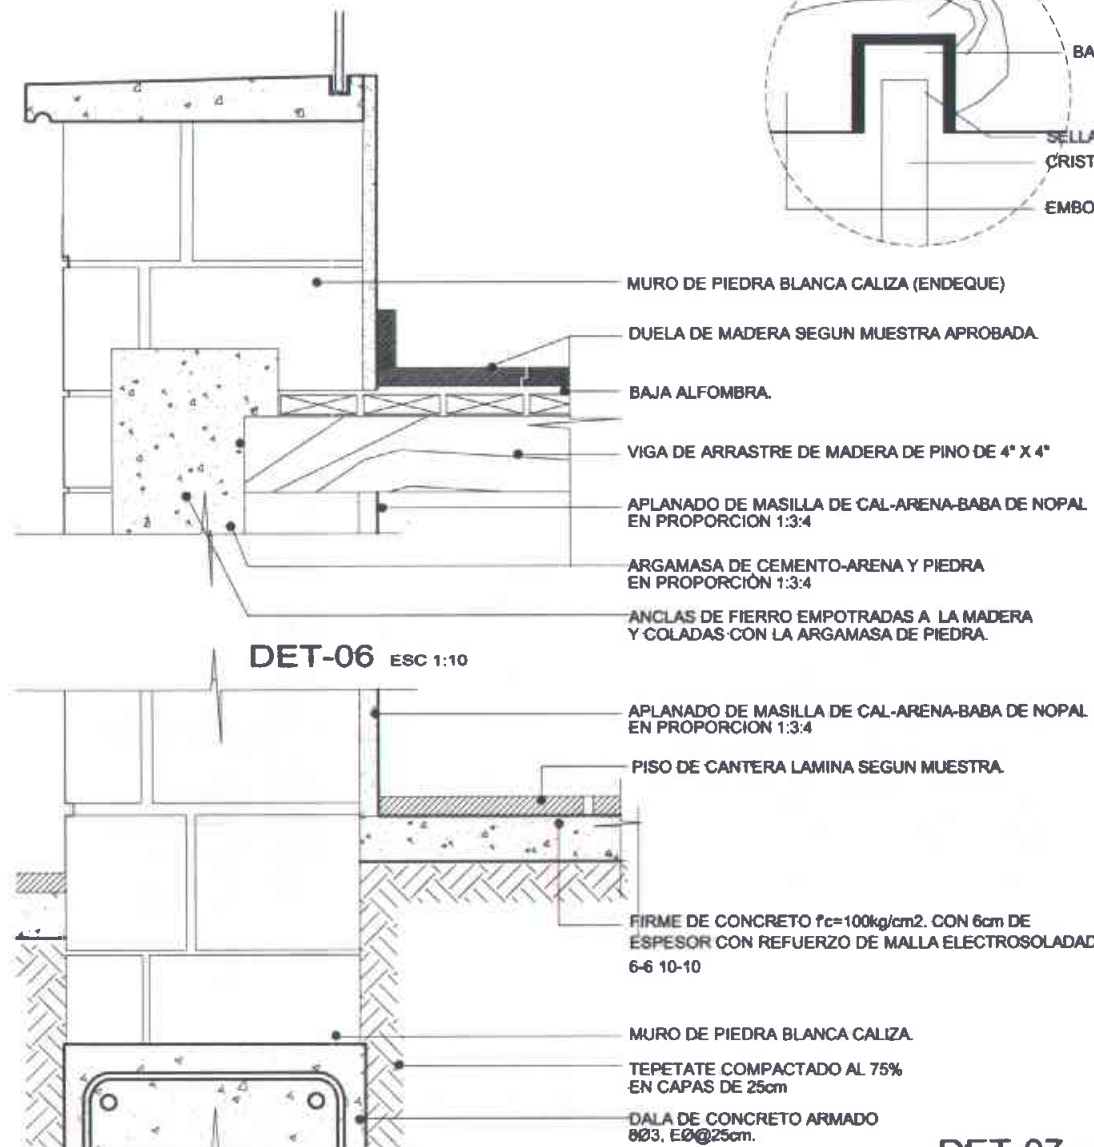 BA
SELLA
CRIST
EMBO
MURO DE PIEDRA BLANCA CALIZA (ENDEQUE)
DUELA DE MADERA SEGUN MUESTRA APROBADA.
BAJA ALFOMBRA.
VIGA DE ARRASTRE DE MADERA DE PINO DE 4" X 4"
APLANADO DE MASILLA DE CAL-ARENA-BABA DE NOPAL
EN PROPORCION 1:3:4
ARGAMASA DE CEMENTO-ARENA Y PIEDRA
EN PROPORCIÓN 1:3:4
ANCLAS DE FIERRO EMPOTRADAS A LA MADERA
Y COLADAS CON LA ARGAMASA DE PIEDRA.
DET-06 ESC 1:10
APLANADO DE MASILLA DE CAL-ARENA-BABA DE NOPAL
EN PROPORCION 1:3:4
PISO DE CANTERA LAMINA SEGUN MUESTRA.
FIRME DE CONCRETO f'c=100kg/cm2. CON 6cm DE
ESPESOR CON REFUERZO DE MALLA ELECTROSOLADAD
6-6 10-10
MURO DE PIEDRA BLANCA CALIZA.
TEPETATE COMPACTADO AL 75%
EN CAPAS DE 25cm
DALA DE CONCRETO ARMADO
8Ø3, EØ@25cm.
DET-07